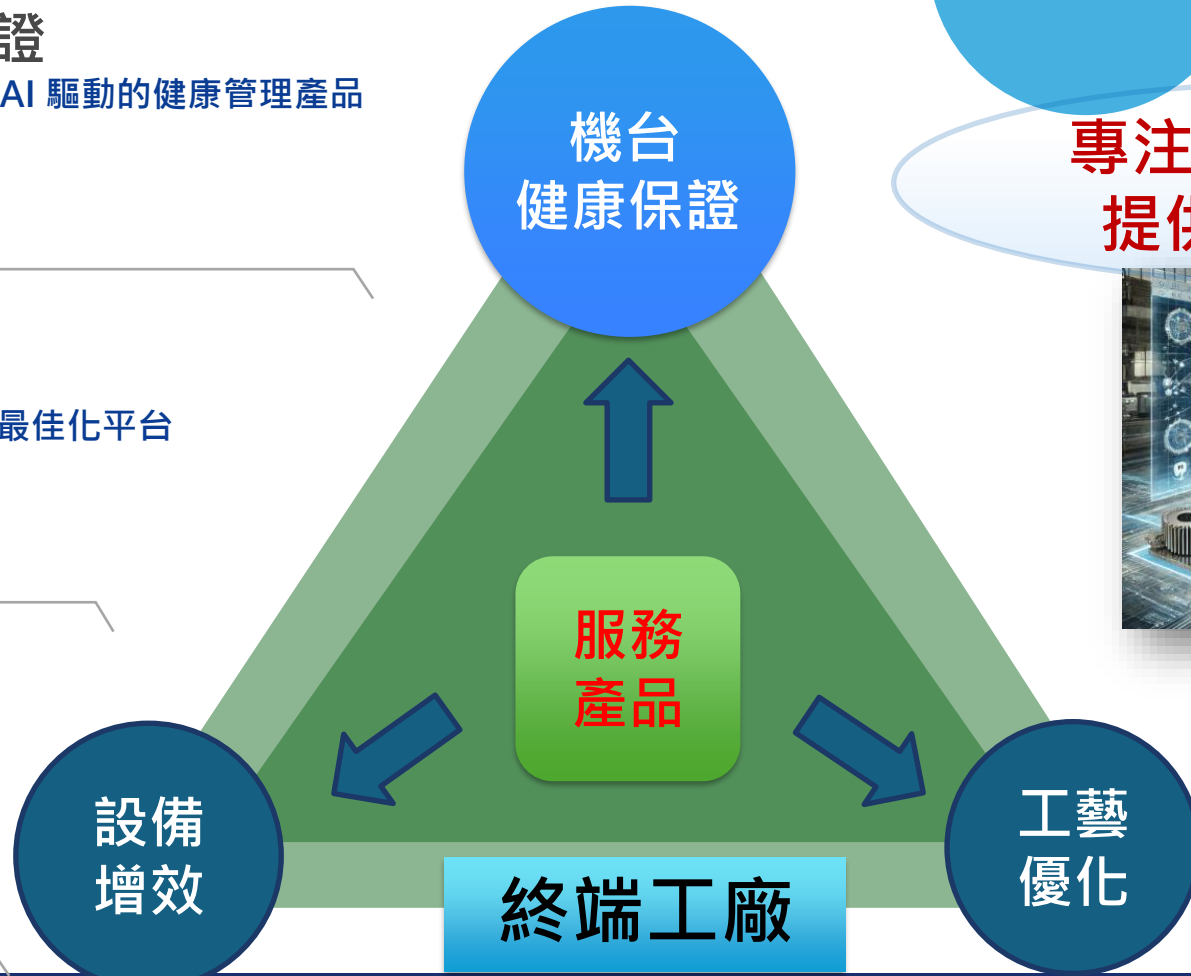 證
AI 驅動的健康管理產品
機台
健康保證
專注
提供
最佳化平台
服務
產品
設備
增效
工藝
優化
終端工廠